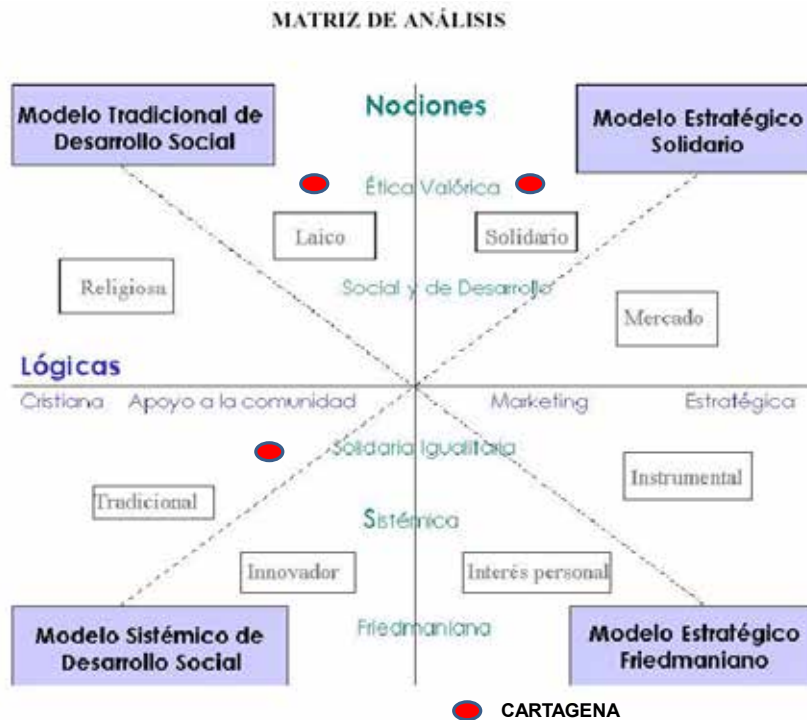 MATRIZ DE ANÁLISIS
Modelo Tradicional de
Desarrollo Social
Nociones
Modelo Estratégico
Solidario
Ética Valórica
Laico
Solidario
Religiosa
Social y de Desarrollo
Mercado
Lógicas
Cristiana
Apoyo a la comunidad
Marketing
Estratégica
Solidaria Igualitaria
Instrumental
Tradicional
Sistémica
Innovador
Interés personal
Modelo Sistémico de
Desarrollo Social
Friedmaniana
Modelo Estratégico
Friedmaniano
CARTAGENA